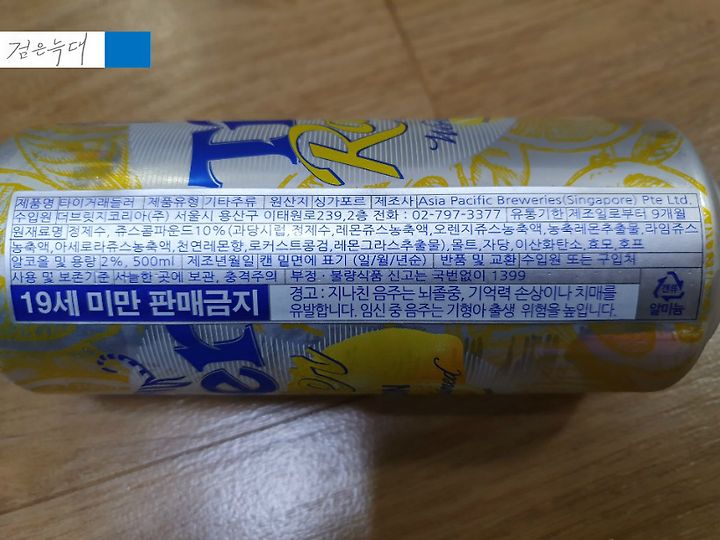 검은늑대
제품명 타이거래들러 제품유형 기타주류 원산지 싱가포르 제조사 Asia Pacific Breweries(Singapore) Pte Ltd.
수입원 더브릿지코리아(주) 서울시 용산구 이태원로239,2층 전화 : 02-797-3377 유통기한 제조일로부터 9개월
원재료명 정제수, 쥬스콤파운드10%(과당시럽,정제수,레몬쥬스농축액,오렌지쥬스농축액,농축레몬추출물,라임쥬스
농축액,아세로라쥬스농축액,천연레몬향,로커스트콩검,레몬그라스추출물),몰트,자당,이산화탄소,효모,호프
알코올 및 용량 2%, 500ml 제조년월일 캔 밑면에 표기 (일/월/년순) 반품 및 교환 수입원 또는 구입처
사용 및 보존기준 서늘한 곳에 보관, 충격주의 부정ㆍ불량식품 신고는 국번없이 1399
19세 미만 판매금지
경고 : 지나친 음주는 뇌졸중, 기억력 손상이나 치매를
유발합니다. 임신 중 음주는 기형아 출생 위험을 높입니다.
캔류
알미늄